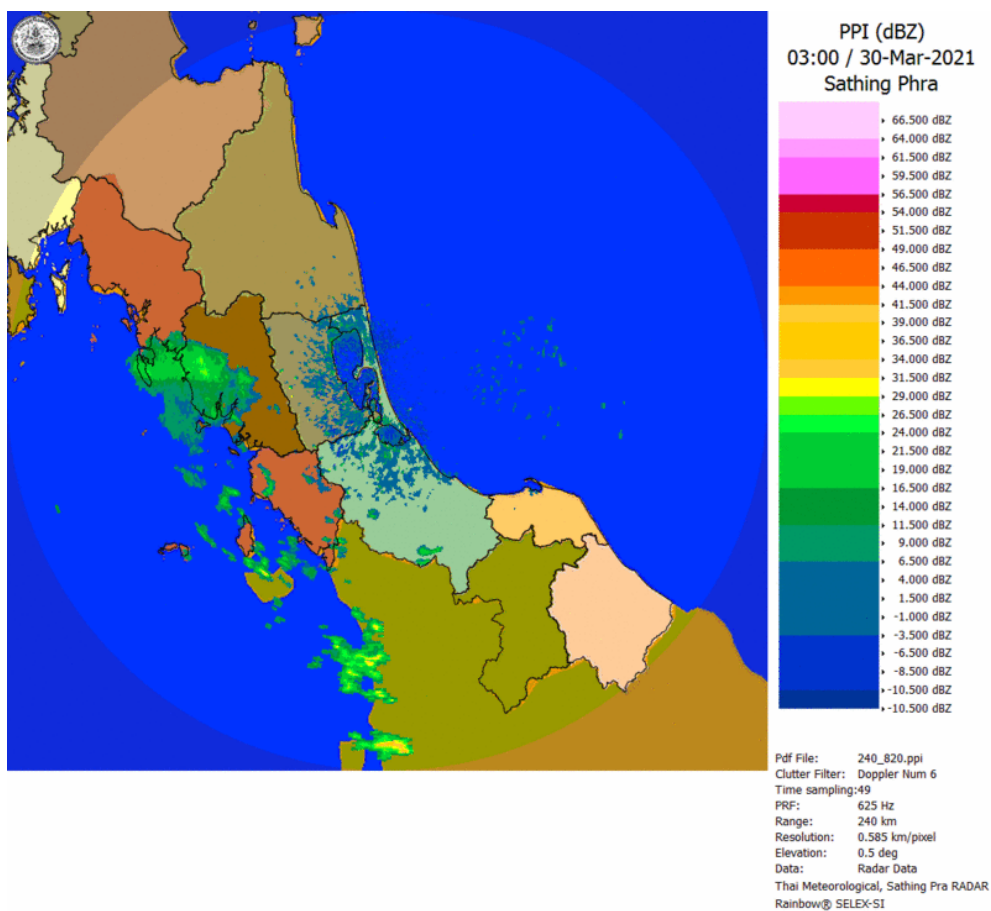 PPI (dBZ)
03:00 / 30-Mar-2021
Sathing Phra
66.500 dBZ
64.000 dBZ
61.500 dBZ
59.500 dBZ
56.500 dBZ
54.000 dBZ
51.500 dBZ
49.000 dBZ
46.500 dBZ
44.000 dBZ
41.500 dBZ
39.000 dBZ
36.500 dBZ
34.000 dBZ
31.500 dBZ
29.000 dBZ
26.500 dBZ
24.000 dBZ
21.500 dBZ
19.000 dBZ
16.500 dBZ
14.000 dBZ
11.500 dBZ
9.000 dBZ
6.500 dBZ
4.000 dBZ
1.500 dBZ
-1.000 dBZ
-3.500 dBZ
-6.500 dBZ
-8.500 dBZ
-10.500 dBZ
-10.500 dBZ
Pdf File: 240_820.ppi
Clutter Filter: Doppler Num 6
Time sampling:49
PRF: 625 Hz
Range: 240 km
Resolution: 0.585 km/pixel
Elevation: 0.5 deg
Data: Radar Data
Thai Meteorological, Sathing Pra RADAR
Rainbow® SELEX-SI